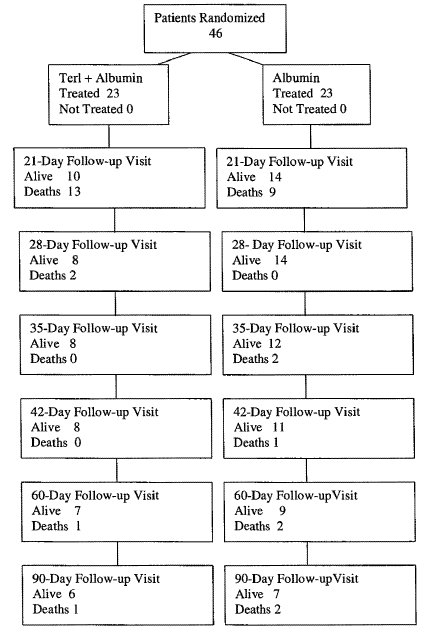 Patients Randomized
46
Terl + Albumin
Treated 23
Not Treated 0
Albumin
Treated 23
Not Treated 0
21-Day Follow-up Visit
Alive 10
Deaths 13
21-Day Follow-up Visit
Alive 14
Deaths 9
28-Day Follow-up Visit
Alive 8
Deaths 2
28- Day Follow-up Visit
Alive 14
Deaths 0
35-Day Follow-up Visit
Alive 8
Deaths 0
35-Day Follow-up Visit
Alive 12
Deaths 2
42-Day Follow-up Visit
Alive 8
Deaths 0
42-Day Follow-up Visit
Alive 11
Deaths 1
60-Day Follow-up Visit
Alive 7
Deaths 1
60-Day Follow-upVisit
Alive 9
Deaths 2
90-Day Follow-up Visit
Alive 6
Deaths 1
90-Day Follow-upVisit
Alive 7
Deaths 2